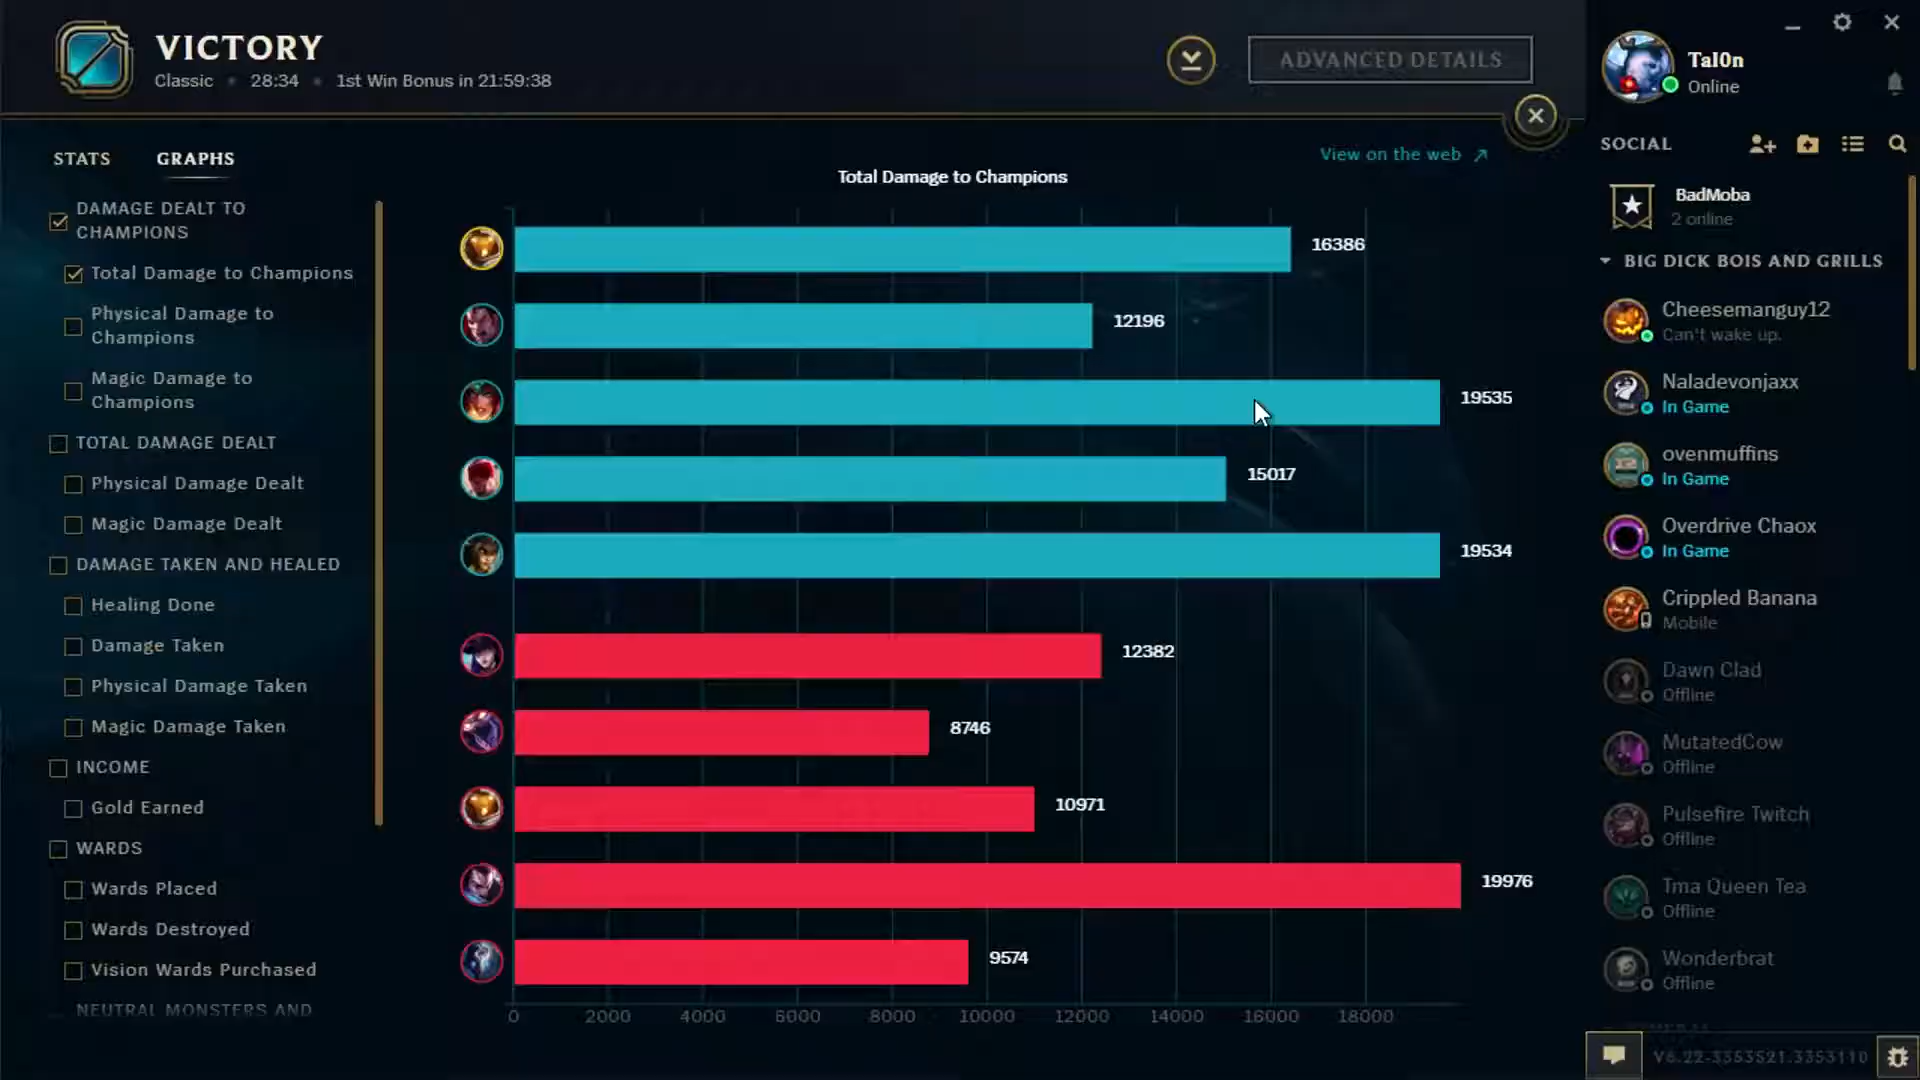 VICTORY
Classic • 28:34 • 1st Win Bonus in 21:59:38
ADVANCED DETAILS
Tal0n
Online
STATS
GRAPHS
View on the web
SOCIAL
Total Damage to Champions
DAMAGE DEALT TO
CHAMPIONS
Total Damage to Champions
Physical Damage to
Champions
Magic Damage to
Champions
TOTAL DAMAGE DEALT
Physical Damage Dealt
Magic Damage Dealt
DAMAGE TAKEN AND HEALED
Healing Done
Damage Taken
Physical Damage Taken
Magic Damage Taken
INCOME
Gold Earned
WARDS
Wards Placed
Wards Destroyed
Vision Wards Purchased
NEUTRAL MONSTERS AND
16386
12196
19535
15017
19534
12382
8746
10971
19976
9574
0 2000 4000 6000 8000 10000 12000 14000 16000 18000
BadMoba
2 online
BIG DICK BOIS AND GRILLS
Cheesemanguy12
Can't wake up.
Naladevonjaxx
In Game
ovenmuffins
In Game
Overdrive Chaox
In Game
Crippled Banana
Mobile
Dawn Clad
Offline
MutatedCow
Offline
Pulsefire Twitch
Offline
Tma Queen Tea
Offline
Wonderbrat
Offline
V6.22-3353521.3353110